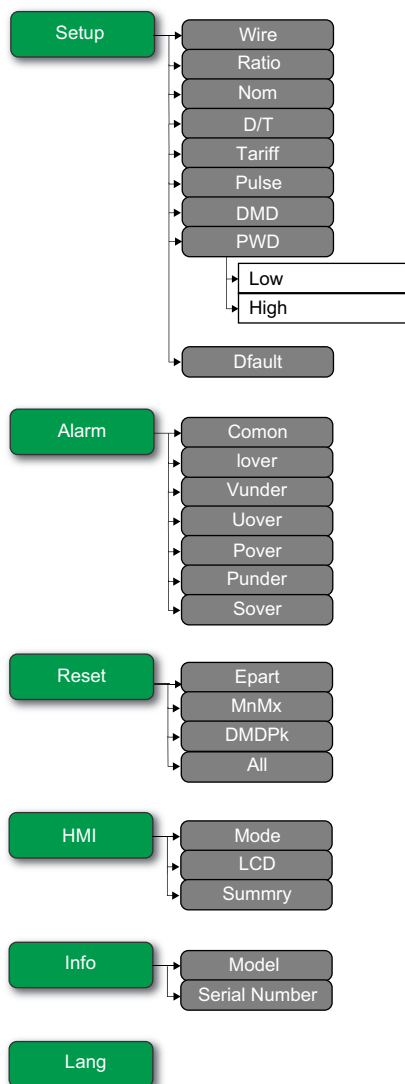 Setup
Wire
Ratio
Nom
D/T
Tariff
Pulse
DMD
PWD
Low
High
Dfault
Alarm
Comon
Iover
Vunder
Uover
Pover
Punder
Sover
Reset
Epart
MnMx
DMDPk
All
HMI
Mode
LCD
Summry
Info
Model
Serial Number
Lang